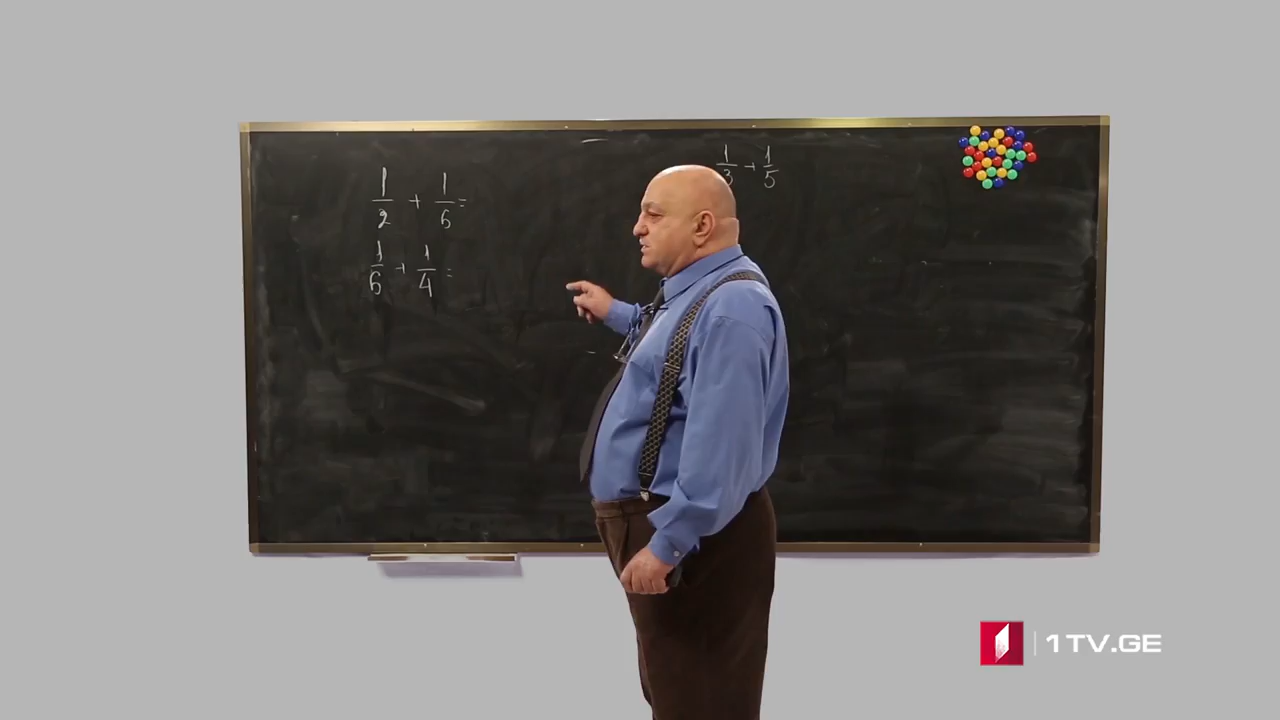 1/2 + 1/6 =
1/6 + 1/4 =
1/3 + 1/5
1TV.GE